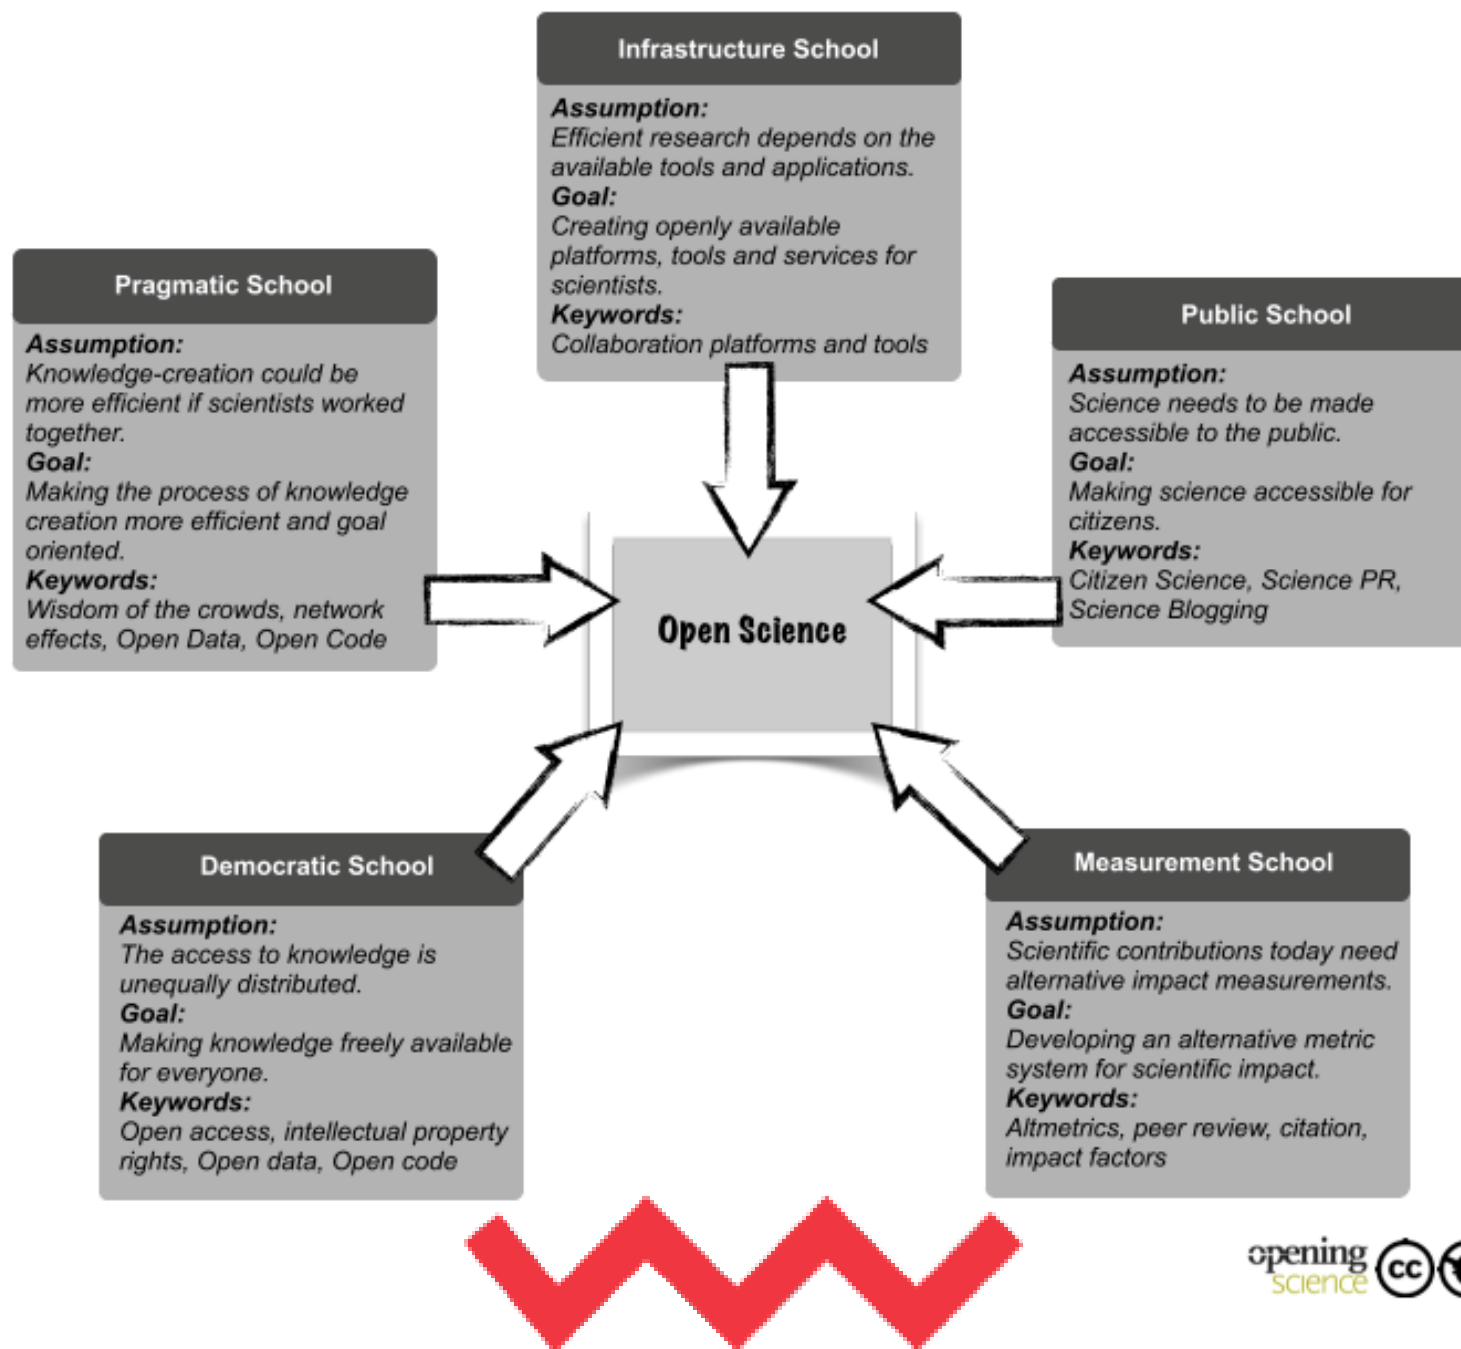 Infrastructure School
Assumption:
Efficient research depends on the
available tools and applications.
Goal:
Creating openly available
platforms, tools and services for
scientists.
Keywords:
Collaboration platforms and tools
Pragmatic School
Assumption:
Knowledge-creation could be
more efficient if scientists worked
together.
Goal:
Making the process of knowledge
creation more efficient and goal
oriented.
Keywords:
Wisdom of the crowds, network
effects, Open Data, Open Code
Public School
Assumption:
Science needs to be made
accessible to the public.
Goal:
Making science accessible for
citizens.
Keywords:
Citizen Science, Science PR,
Science Blogging
Open Science
Democratic School
Assumption:
The access to knowledge is
unequally distributed.
Goal:
Making knowledge freely available
for everyone.
Keywords:
Open access, intellectual property
rights, Open data, Open code
Measurement School
Assumption:
Scientific contributions today need
alternative impact measurements.
Goal:
Developing an alternative metric
system for scientific impact.
Keywords:
Altmetrics, peer review, citation,
impact factors
opening
science
cc